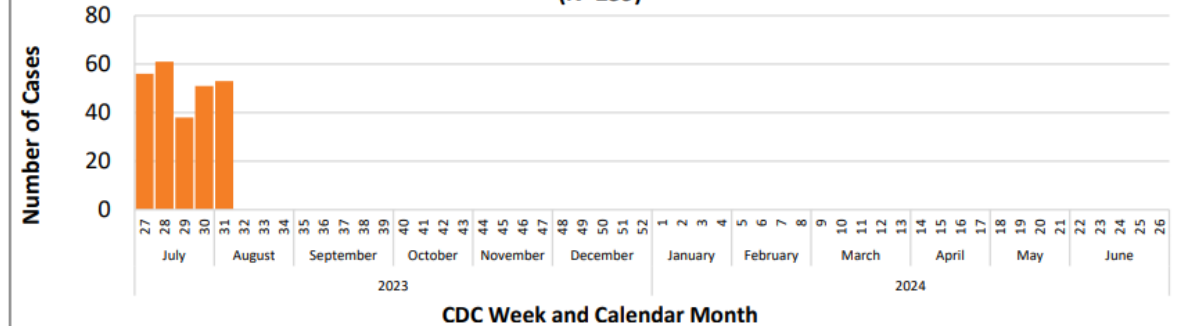 80
60
40
20
0
Number of Cases
27 28 29 30 31 32 33 34 35 36 37 38 39 40 41 42 43 44 45 46 47 48 49 50 51 52 1 2 3 4 5 6 7 8 9 10 11 12 13 14 15 16 17 18 19 20 21 22 23 24 25 26
July August September October November December January February March April May June
2023 2024
CDC Week and Calendar Month